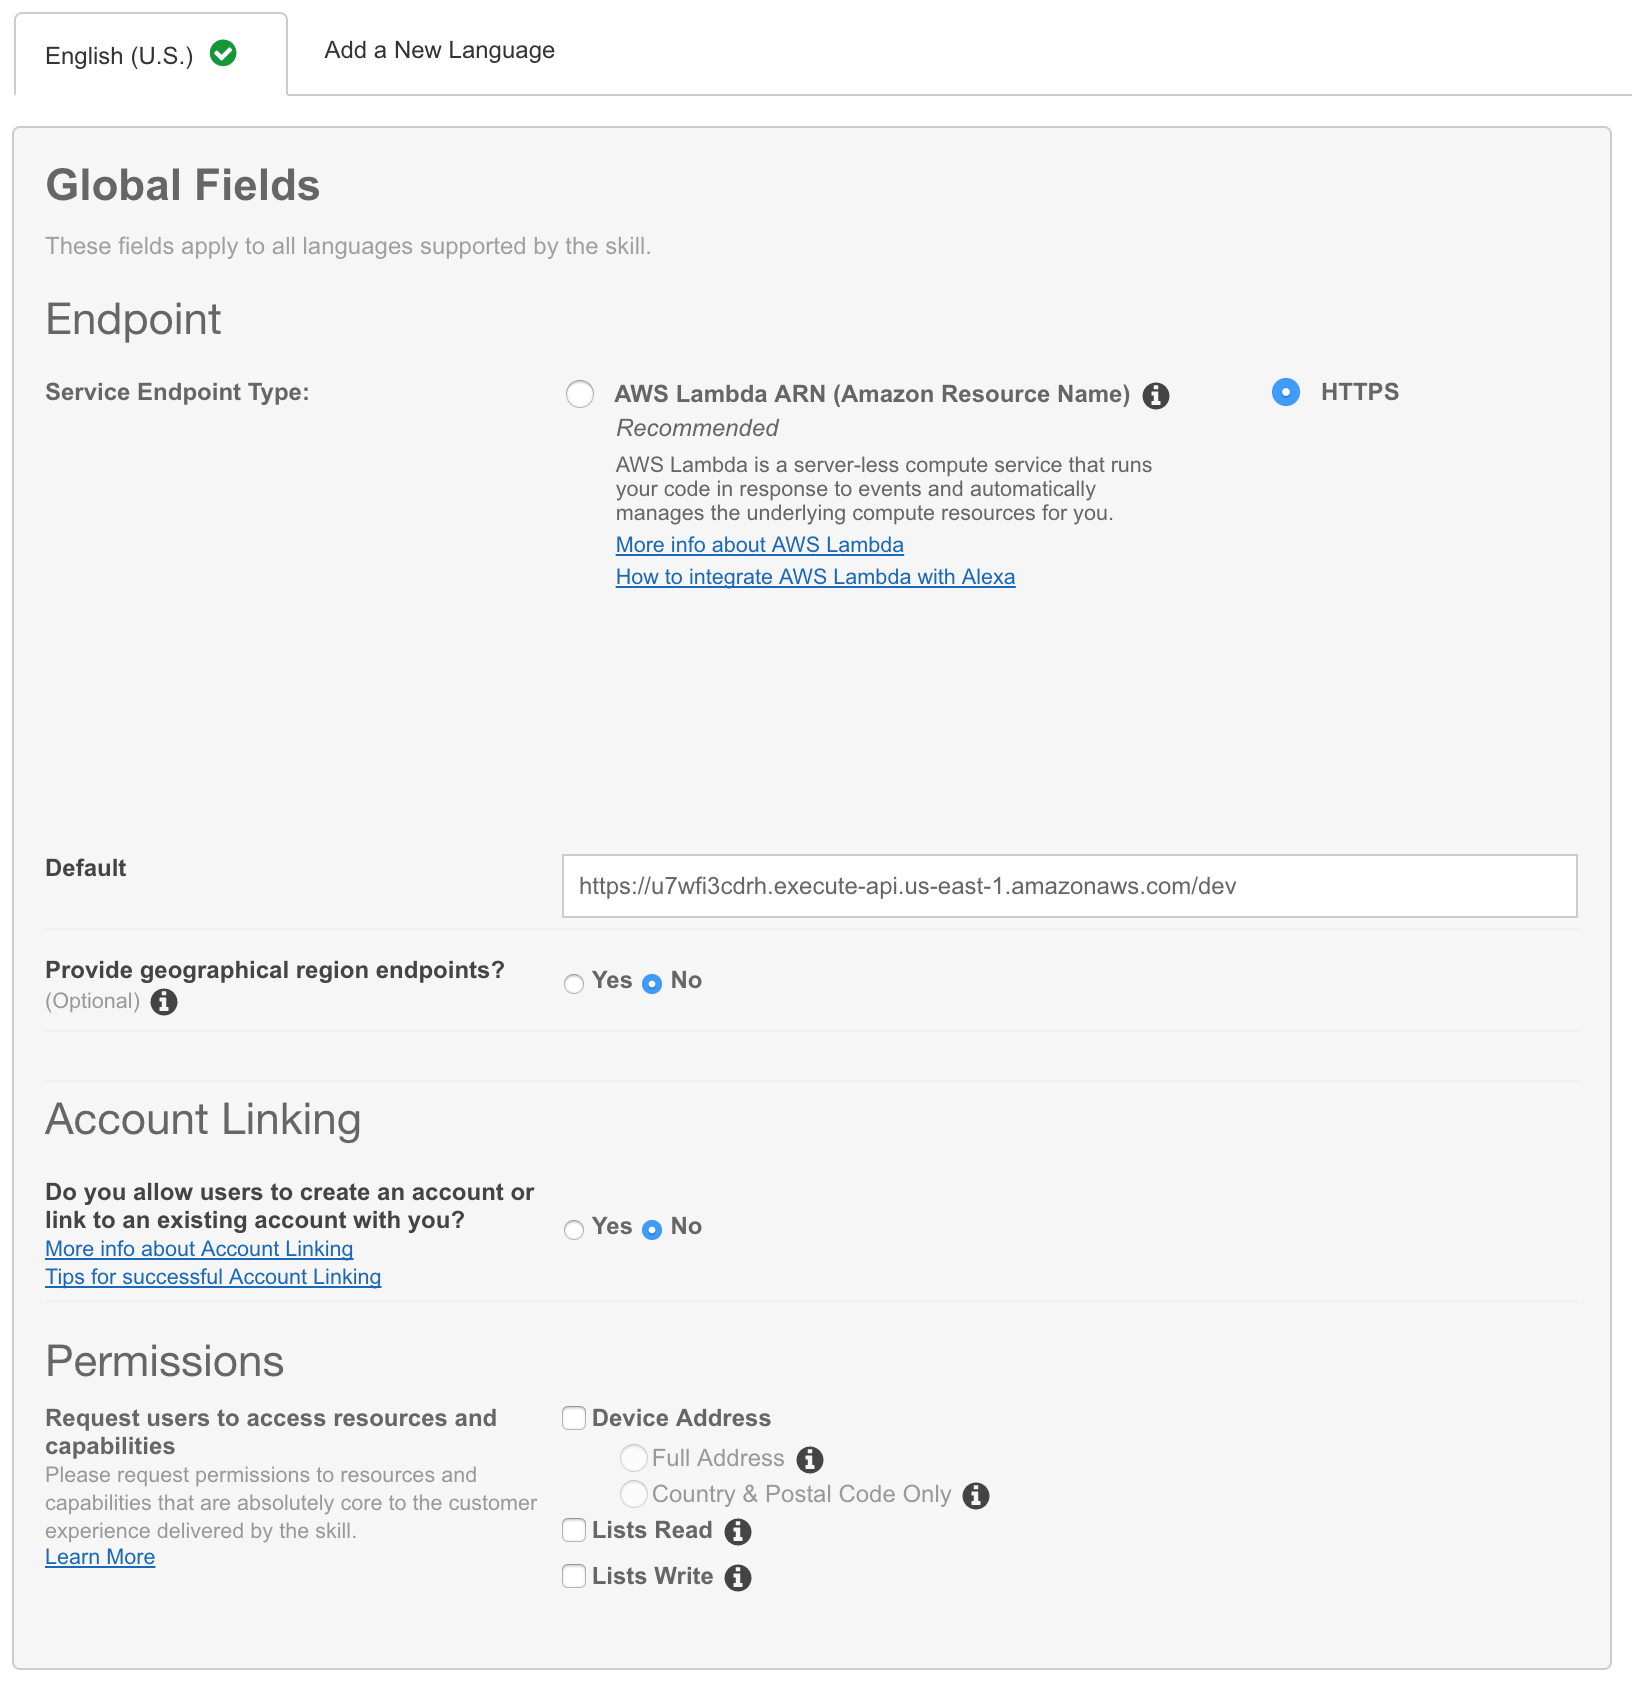 English (U.S.)
Add a New Language
Global Fields
These fields apply to all languages supported by the skill.
Endpoint
Service Endpoint Type:
AWS Lambda ARN (Amazon Resource Name)
HTTPS
Recommended
AWS Lambda is a server-less compute service that runs
your code in response to events and automatically
manages the underlying compute resources for you.
More info about AWS Lambda
How to integrate AWS Lambda with Alexa
Default
https://u7wfi3cdrh.execute-api.us-east-1.amazonaws.com/dev
Provide geographical region endpoints?
(Optional)
Yes
No
Account Linking
Do you allow users to create an account or
link to an existing account with you?
Yes
No
More info about Account Linking
Tips for successful Account Linking
Permissions
Request users to access resources and
capabilities
Please request permissions to resources and
capabilities that are absolutely core to the customer
experience delivered by the skill.
Learn More
Device Address
Full Address
Country & Postal Code Only
Lists Read
Lists Write